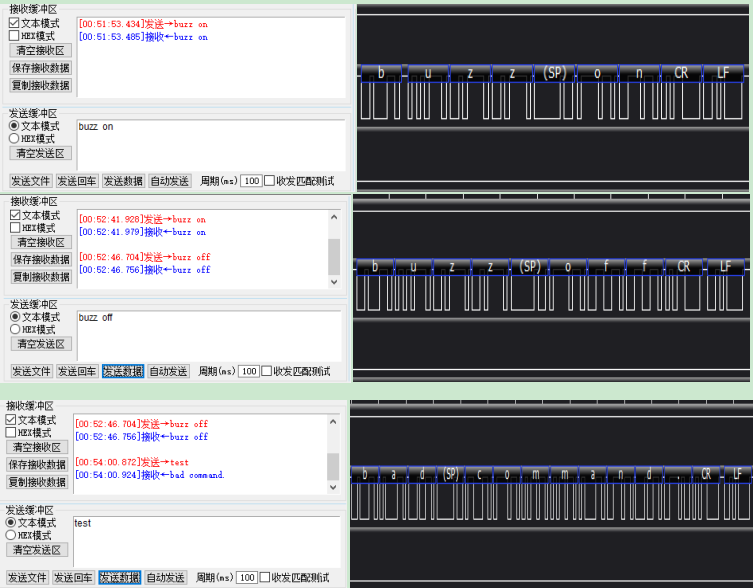 接收缓冲区
文本模式
HEX模式
清空接收区
保存接收数据
复制接收数据
[00:51:53.434]发送→buzz on
[00:51:53.485]接收←buzz on
发送缓冲区
文本模式
HEX模式
清空发送区
buzz on
发送文件 发送回车 发送数据 自动发送 周期(ms) 100 收发匹配测试
b u z z (SP) o n CR LF
接收缓冲区
文本模式
HEX模式
清空接收区
保存接收数据
复制接收数据
[00:52:41.928]发送→buzz on
[00:52:41.979]接收←buzz on
[00:52:46.704]发送→buzz off
[00:52:46.756]接收←buzz off
发送缓冲区
文本模式
HEX模式
清空发送区
buzz off
发送文件 发送回车 发送数据 自动发送 周期(ms) 100 收发匹配测试
b u z z (SP) o f f CR LF
接收缓冲区
文本模式
HEX模式
清空接收区
保存接收数据
复制接收数据
[00:52:46.704]发送→buzz off
[00:52:46.756]接收←buzz off
[00:54:00.872]发送→test
[00:54:00.924]接收←bad command.
发送缓冲区
文本模式
HEX模式
清空发送区
test
发送文件 发送回车 发送数据 自动发送 周期(ms) 100 收发匹配测试
b a d (SP) c o m m a n d . CR LF